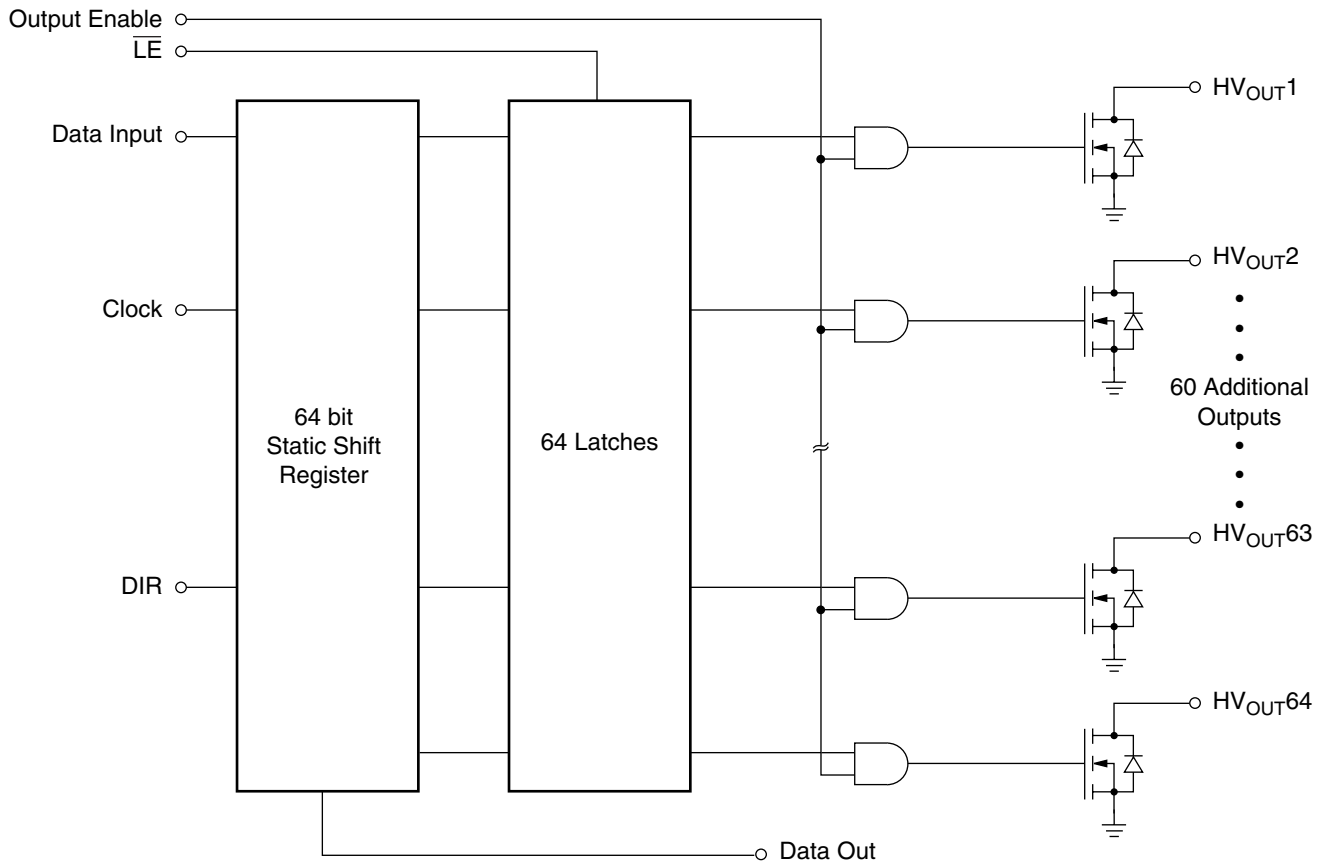 Output Enable
L̅E̅
Data Input
Clock
DIR
64 bit
Static Shift
Register
64 Latches
HVOUT1
HVOUT2
60 Additional
Outputs
HVOUT63
HVOUT64
Data Out